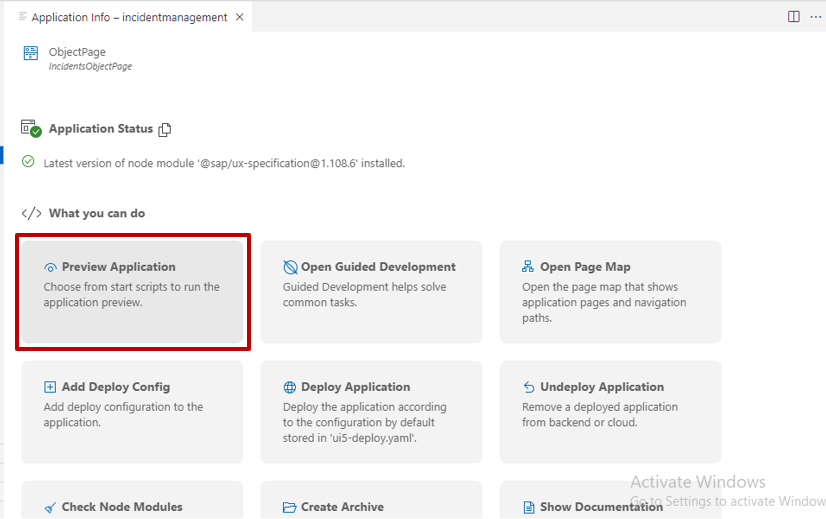 Application Info – incidentmanagement
ObjectPage
IncidentsObjectPage
Application Status
Latest version of node module '@sap/ux-specification@1.108.6' installed.
What you can do
Preview Application
Choose from start scripts to run the
application preview.
Open Guided Development
Guided Development helps solve
common tasks.
Open Page Map
Open the page map that shows
application pages and navigation
paths.
Add Deploy Config
Add deploy configuration to the
application.
Deploy Application
Deploy the application according
to the configuration by default
stored in 'ui5-deploy.yaml'.
Undeploy Application
Remove a deployed application
from backend or cloud.
Check Node Modules
Create Archive
Show Documentation
Activate Windows
Go to Settings to activate Window